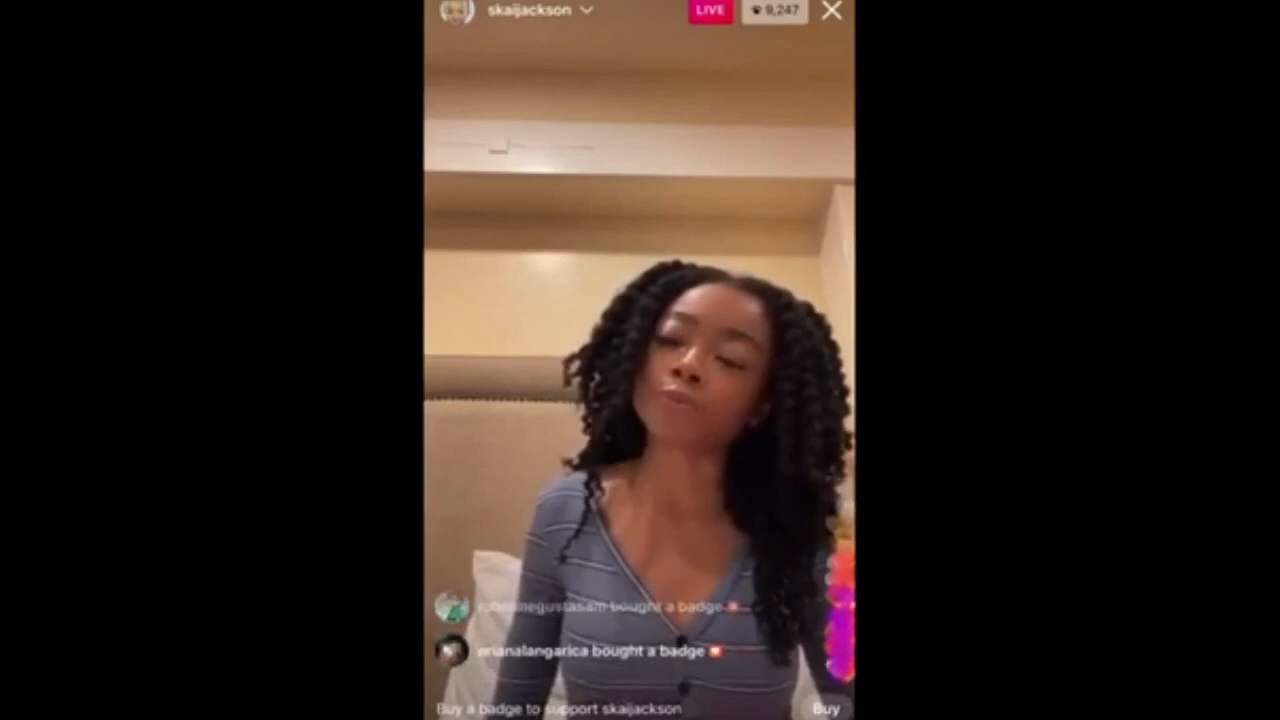 skaijackson
LIVE 9,247
bought a badge
arianalangarica bought a badge
Buy a badge to support skaijackson
Buy